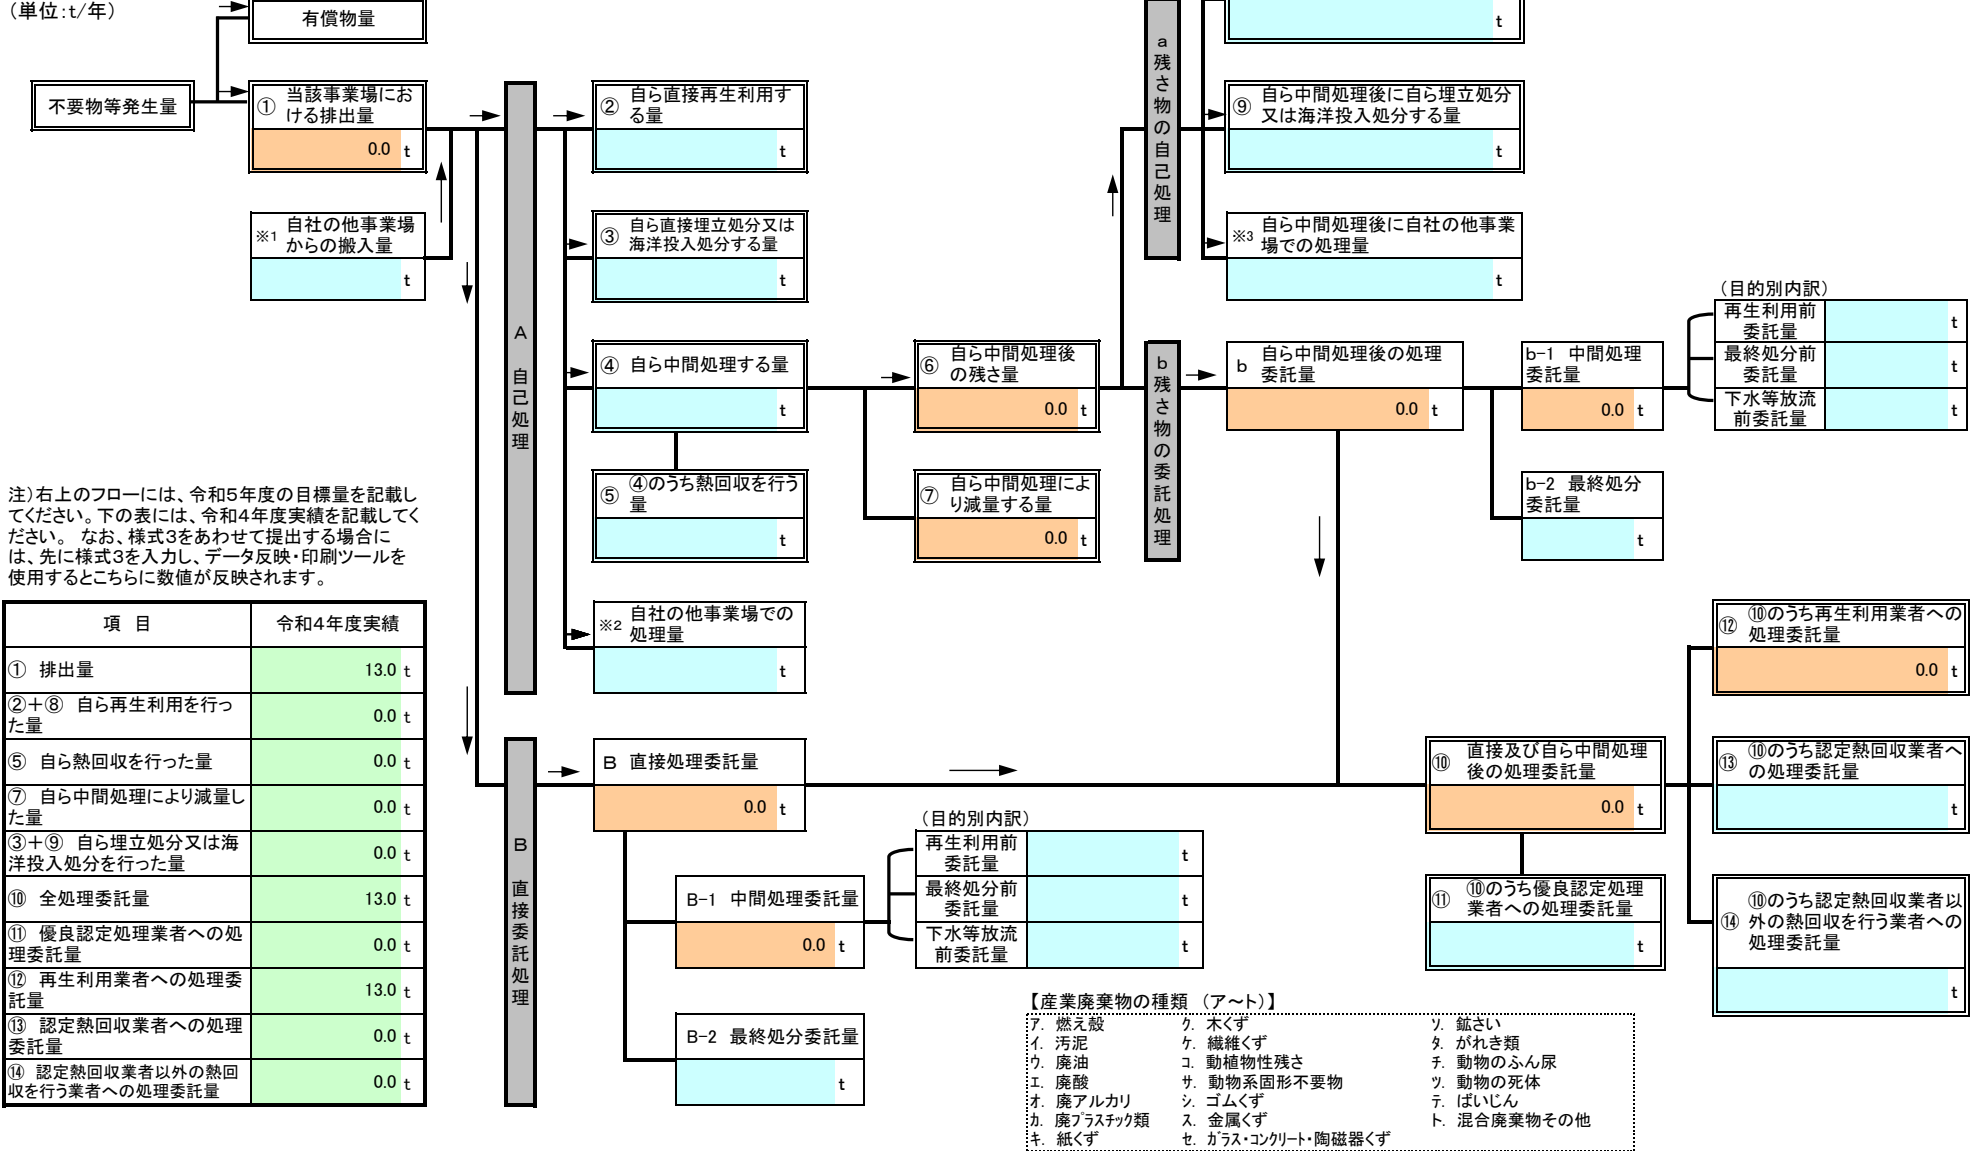 （単位：t/年）
有償物量
t
不要物等発生量
① 当該事業場にお
ける排出量
0.0 t
※1 自社の他事業場
からの搬入量
t
A 自己処理
② 自ら直接再生利用す
る量
t
③ 自ら直接埋立処分又は
海洋投入処分する量
t
④ 自ら中間処理する量
t
⑤ ④のうち熱回収を行う
量
t
※2 自社の他事業場での
処理量
t
⑥ 自ら中間処理後
の残さ量
0.0 t
⑦ 自ら中間処理によ
り減量する量
0.0 t
a 残さ物の自己処理
⑨ 自ら中間処理後に自ら埋立処分
又は海洋投入処分する量
t
※3 自ら中間処理後に自社の他事業
場での処理量
t
b 残さ物の委託処理
b 自ら中間処理後の処理
委託量
0.0 t
b-1 中間処理
委託量
0.0 t
（目的別内訳）
再生利用前
委託量
t
最終処分前
委託量
t
下水等放流
前委託量
t
b-2 最終処分
委託量
t
注）右上のフローには、令和５年度の目標量を記載し
てください。下の表には、令和４年度実績を記載してく
ださい。 なお、様式３をあわせて提出する場合に
は、先に様式３を入力し、データ反映・印刷ツールを
使用するとこちらに数値が反映されます。
項 目 令和４年度実績
① 排出量 13.0 t
②＋⑧ 自ら再生利用を行っ
た量 0.0 t
⑤ 自ら熱回収を行った量 0.0 t
⑦ 自ら中間処理により減量し
た量 0.0 t
③＋⑨ 自ら埋立処分又は海
洋投入処分を行った量 0.0 t
⑩ 全処理委託量 13.0 t
⑪ 優良認定処理業者への処
理委託量 0.0 t
⑫ 再生利用業者への処理委
託量 13.0 t
⑬ 認定熱回収業者への処理
委託量 0.0 t
⑭ 認定熱回収業者以外の熱回
収を行う業者への処理委託量 0.0 t
B 直接委託処理
B 直接処理委託量
0.0 t
B-1 中間処理委託量
0.0 t
（目的別内訳）
再生利用前
委託量
t
最終処分前
委託量
t
下水等放流
前委託量
t
B-2 最終処分委託量
t
⑩ 直接及び自ら中間処理
後の処理委託量
0.0 t
⑪ ⑩のうち優良認定処理
業者への処理委託量
t
⑫ ⑩のうち再生利用業者への
処理委託量
0.0 t
⑬ ⑩のうち認定熱回収業者へ
の処理委託量
t
⑭ ⑩のうち認定熱回収業者以
外の熱回収を行う業者への
処理委託量
t
【産業廃棄物の種類 （ア～ト）】
ア. 燃え殻 ク. 木くず ソ. 鉱さい
イ. 汚泥 ケ. 繊維くず タ. がれき類
ウ. 廃油 コ. 動植物性残さ チ. 動物のふん尿
エ. 廃酸 サ. 動物系固形不要物 ツ. 動物の死体
オ. 廃アルカリ シ. ゴムくず テ. ばいじん
カ. 廃プラスチック類 ス. 金属くず ト. 混合廃棄物その他
キ. 紙くず セ. ガラス・コンクリート・陶磁器くず